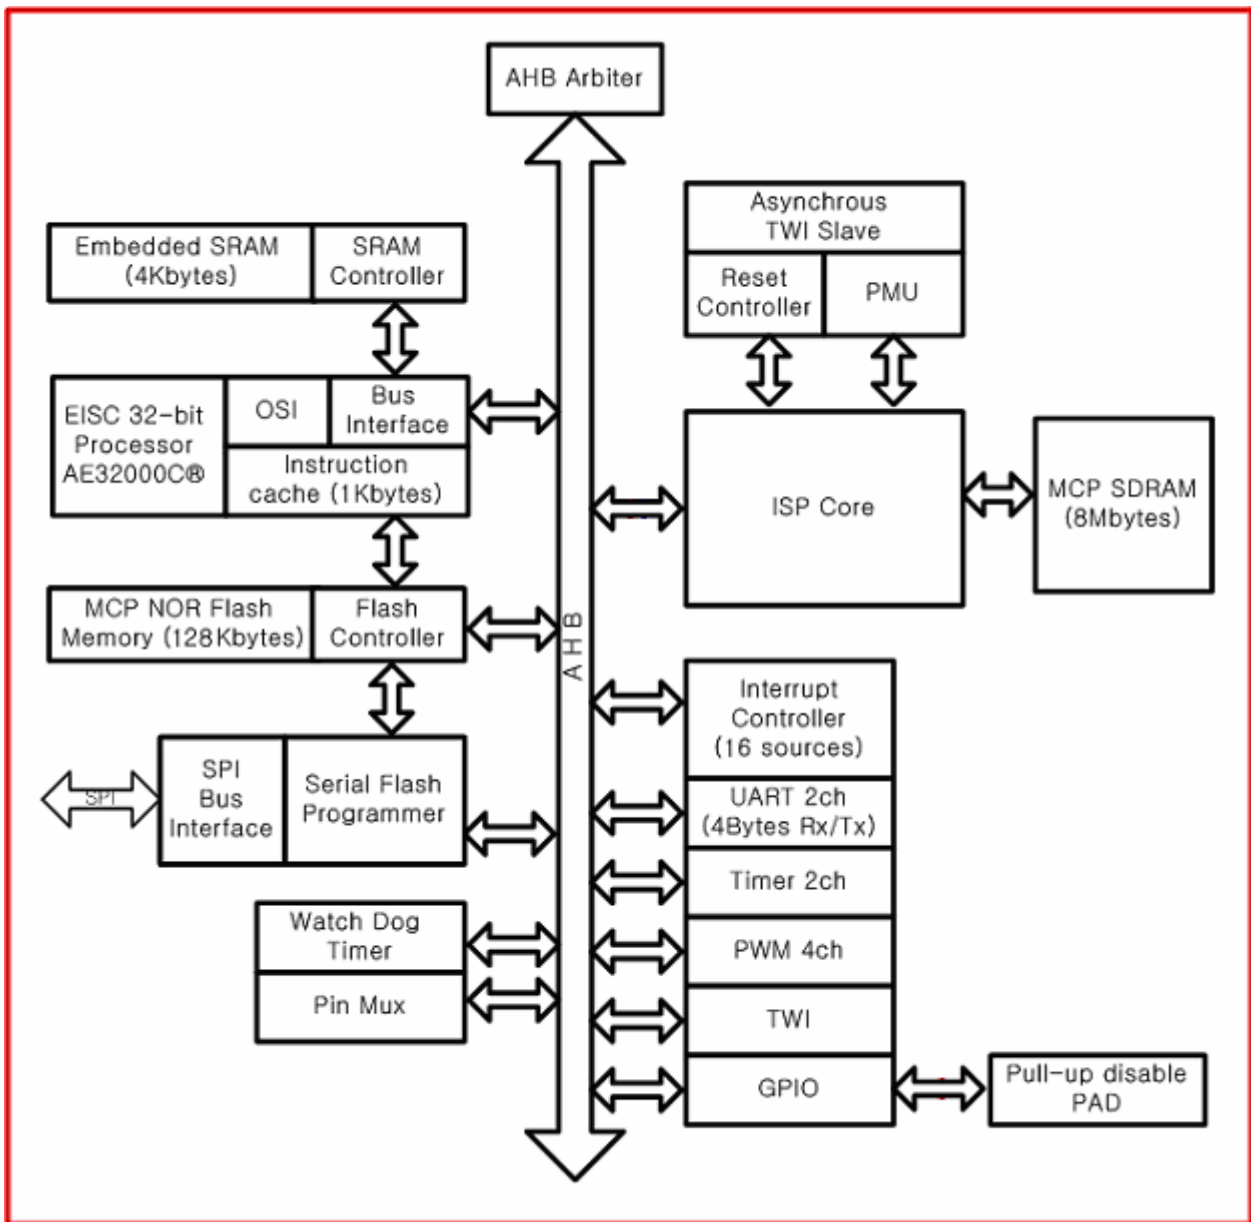 AHB Arbiter
Embedded SRAM
(4Kbytes)
SRAM
Controller
Asynchrous
TWI Slave
Reset
Controller
PMU
EISC 32-bit
Processor
AE32000C®
OSI
Bus
Interface
Instruction
cache (1Kbytes)
ISP Core
MCP SDRAM
(8Mbytes)
MCP NOR Flash
Memory (128Kbytes)
Flash
Controller
AHB
SPI
SPI
Bus
Interface
Serial Flash
Programmer
Interrupt
Controller
(16 sources)
UART 2ch
(4Bytes Rx/Tx)
Timer 2ch
Watch Dog
Timer
PWM 4ch
Pin Mux
TWI
GPIO
Pull-up disable
PAD